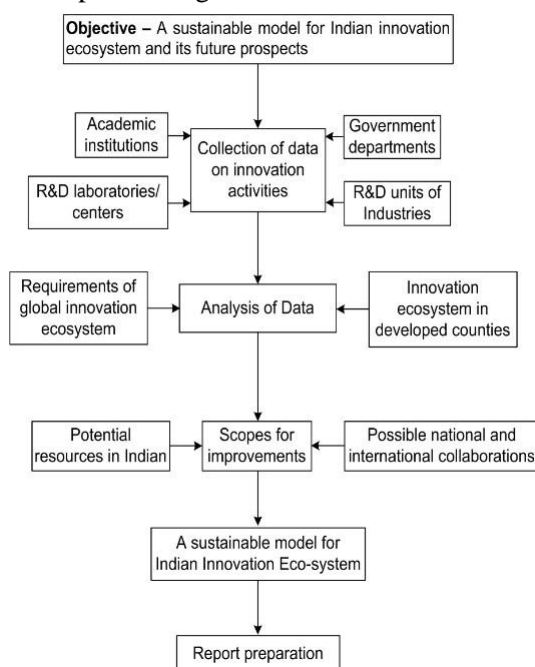 Objective – A sustainable model for Indian innovation
ecosystem and its future prospects
Academic
institutions
Government
departments
Collection of data
on innovation
activities
R&D laboratories/
centers
R&D units of
Industries
Requirements of
global innovation
ecosystem
Analysis of Data
Innovation
ecosystem in
developed counties
Potential
resources in Indian
Scopes for
improvements
Possible national and
international collaborations
A sustainable model for
Indian Innovation Eco-system
Report preparation